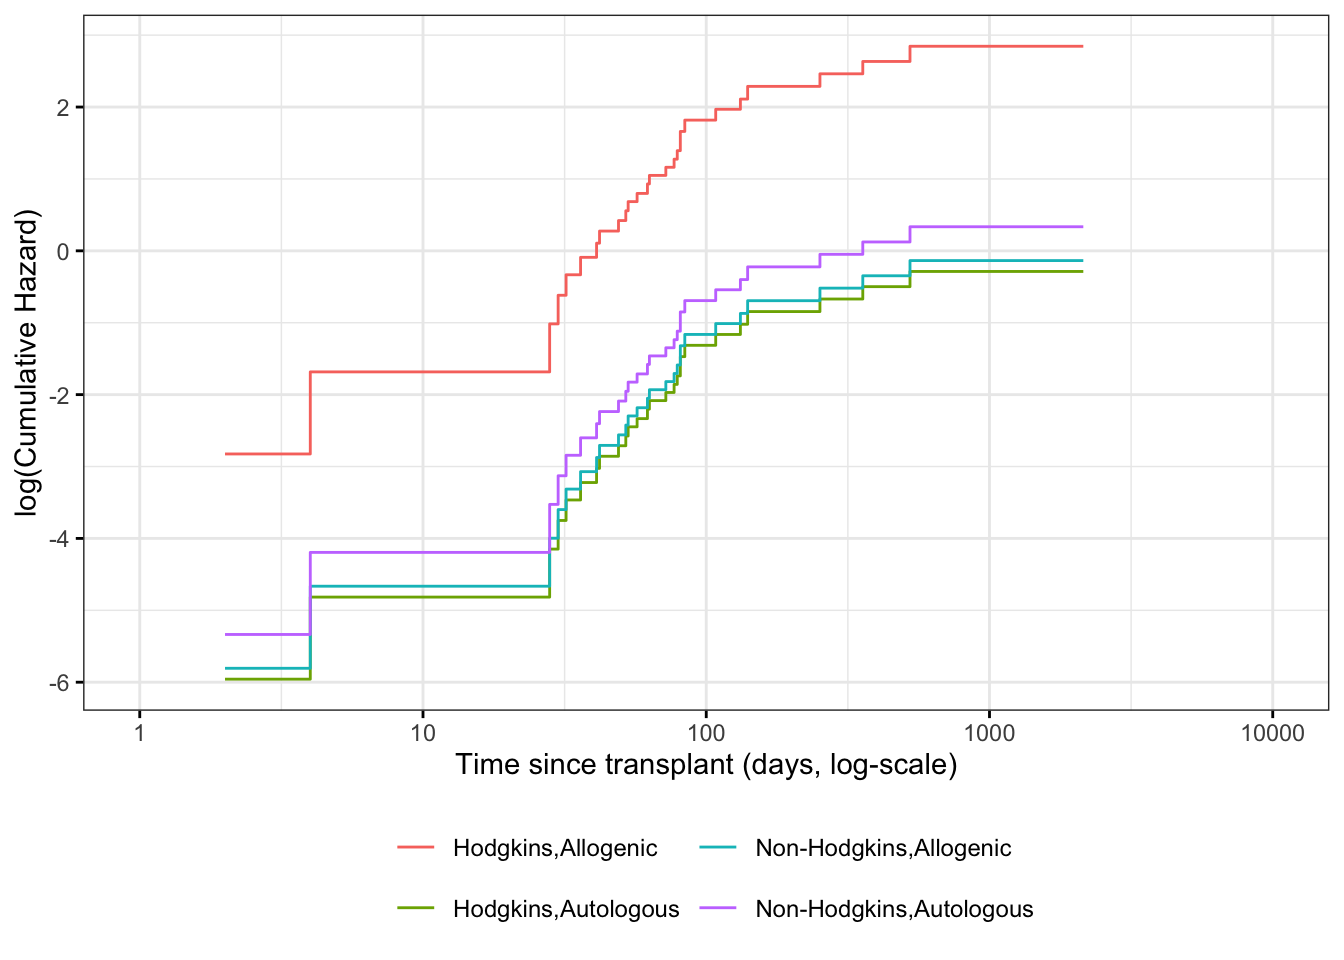 log(Cumulative Hazard)
2
0
-2
-4
-6
1 10 100 1000 10000
Time since transplant (days, log-scale)
Hodgkins,Allogenic Non-Hodgkins,Allogenic
Hodgkins,Autologous Non-Hodgkins,Autologous